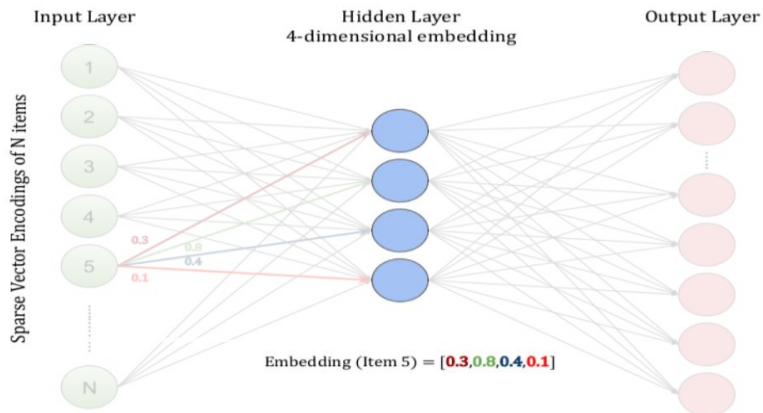 Input Layer
Hidden Layer
4-dimensional embedding
Output Layer
Sparse Vector Encodings of N items
1
2
3
4
5
N
0.3
0.8
0.4
0.1
Embedding (Item 5) = [0.3,0.8,0.4,0.1]